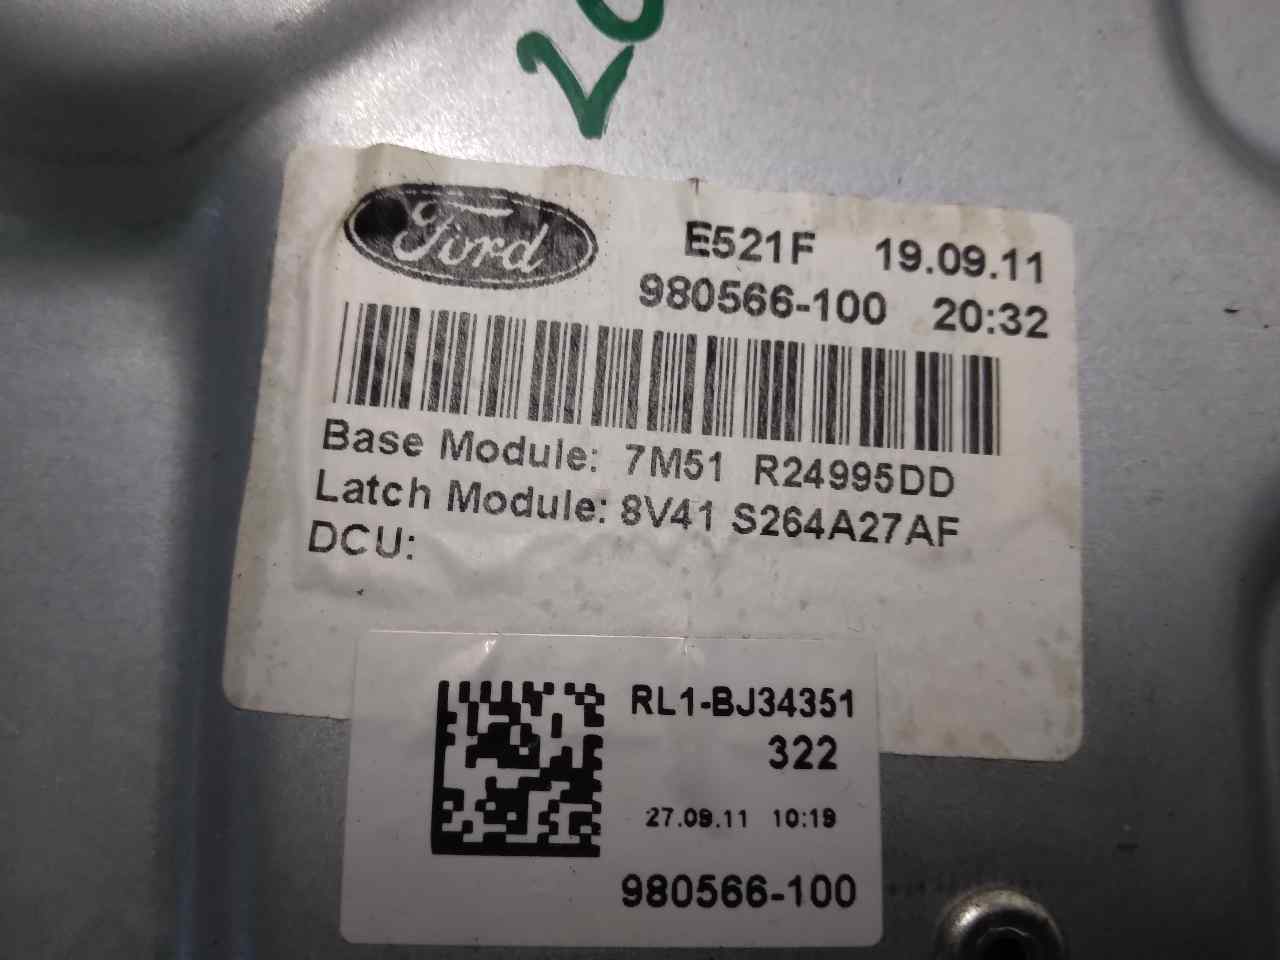 Ford
E521F 19.09.11
980566-100 20:32
Base Module: 7M51 R24995DD
Latch Module: 8V41 S264A27AF
DCU:
RL1-BJ34351
322
27.09.11 10:19
980566-100